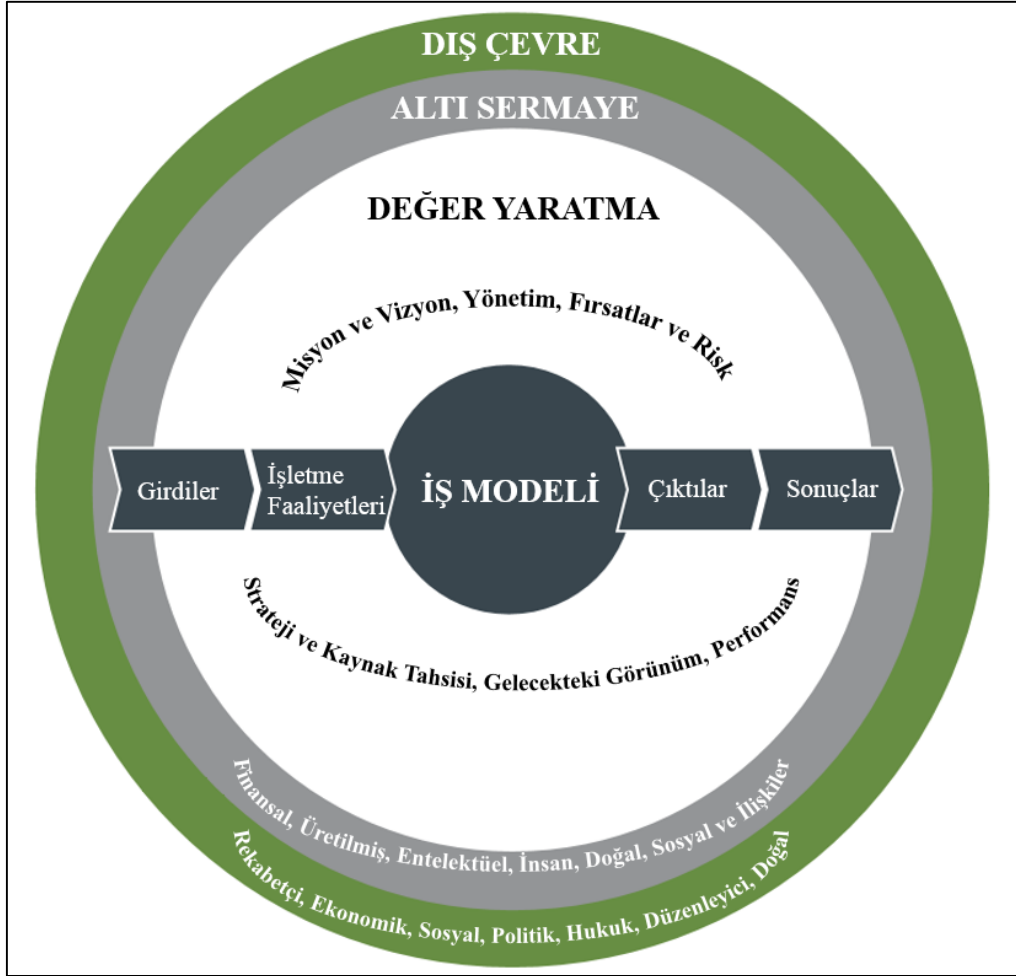 DIŞ ÇEVRE
ALTI SERMAYE
DEĞER YARATMA
Misyon ve Vizyon, Yönetim, Fırsatlar ve Risk
Girdiler
İşletme
Faaliyetleri
İŞ MODELİ
Çıktılar
Sonuçlar
Strateji ve Kaynak Tahsisi, Gelecekteki Görünüm, Performans
Finansal, Üretilmiş, Entelektüel, İnsan, Doğal, Sosyal ve İlişkiler
Rekabetçi, Ekonomik, Sosyal, Politik, Hukuk, Düzenleyici, Doğal